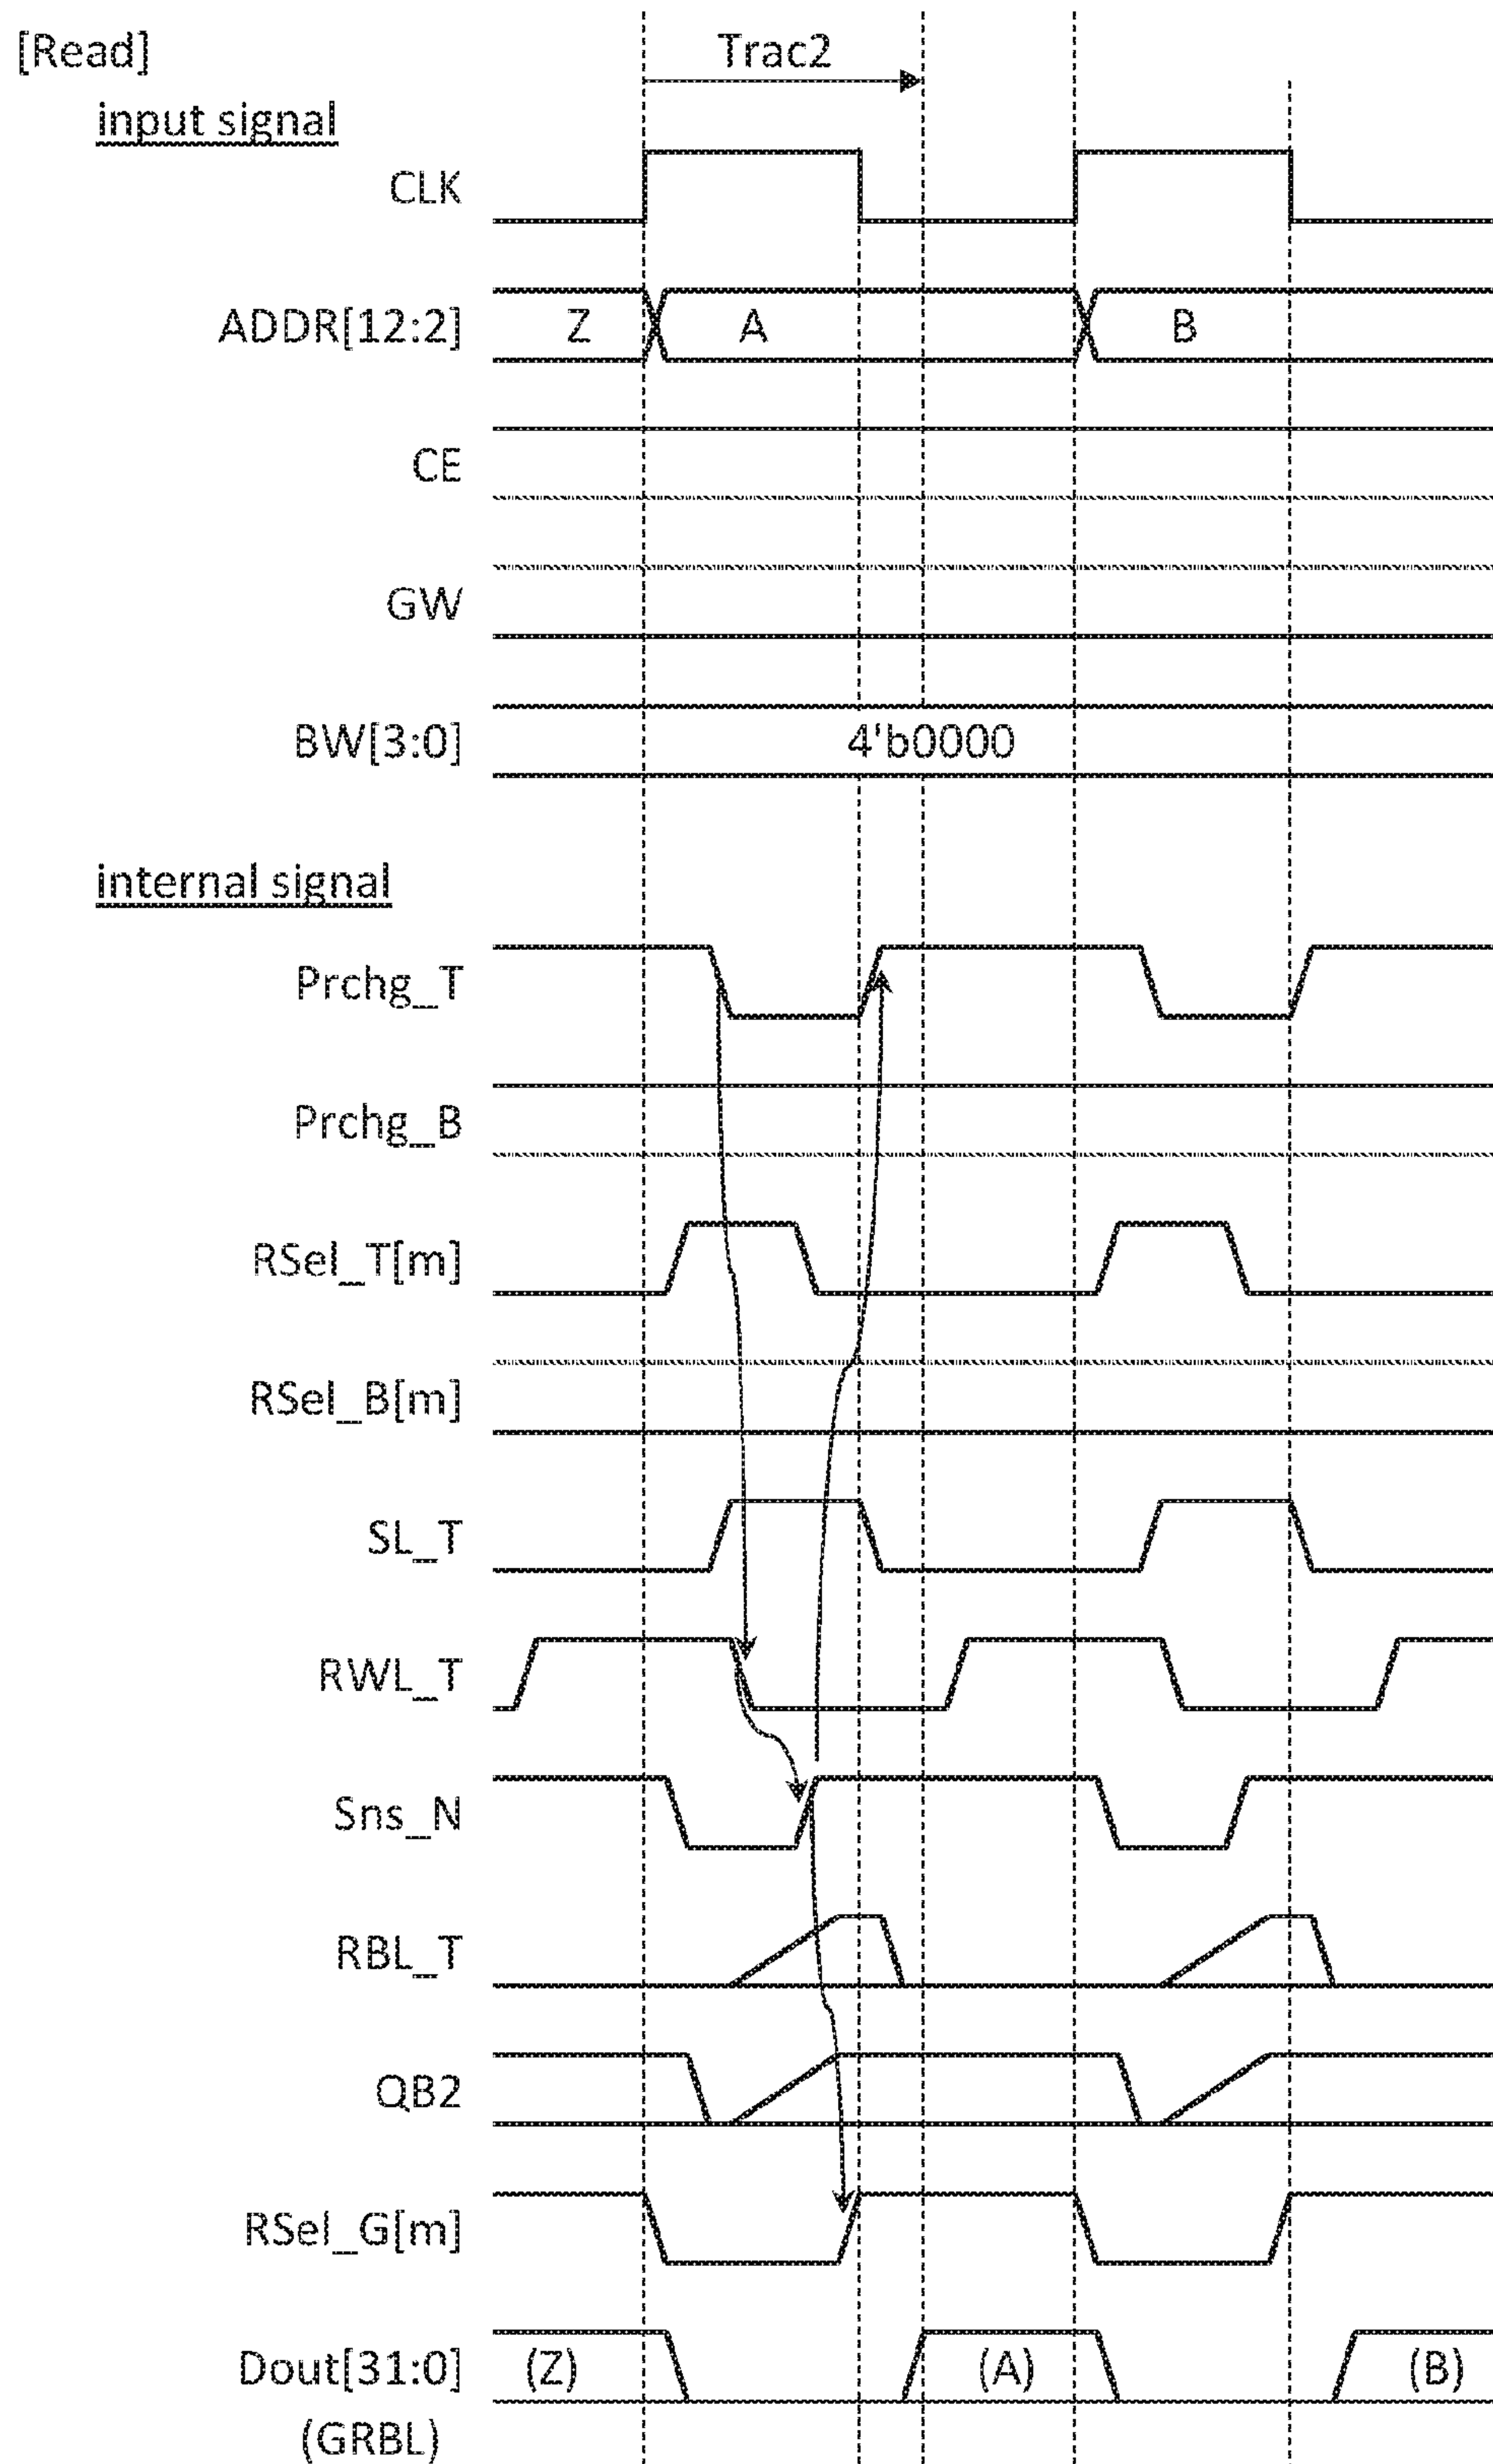 [Read]
Trac2
input signal
CLK
ADDR[12:2] Z A B
CE
GW
BW[3:0] 4'b0000
internal signal
Prchg_T
Prchg_B
RSel_T[m]
RSel_B[m]
SL_T
RWL_T
Sns_N
RBL_T
QB2
RSel_G[m]
Dout[31:0] (Z) (A) (B)
(GRBL)